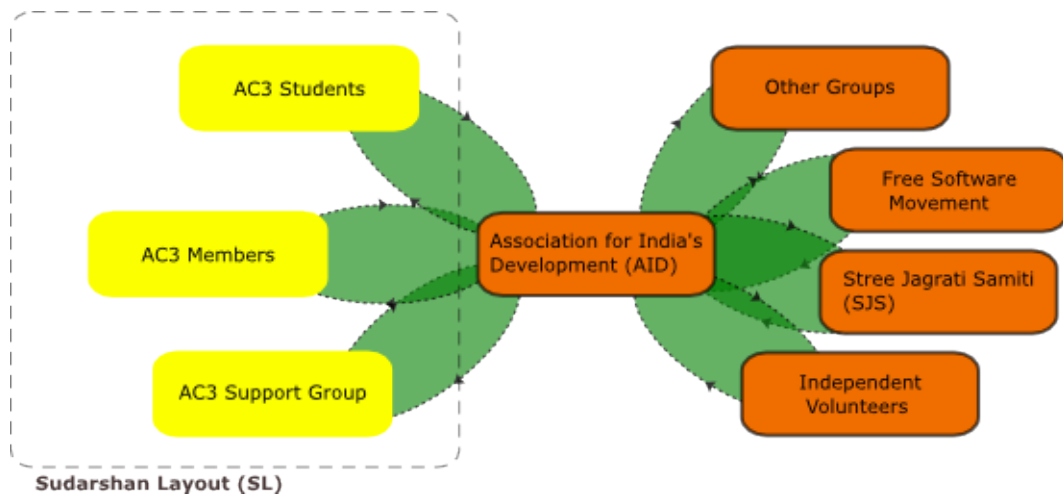 AC3 Students
Other Groups
Free Software
Movement
AC3 Members
Association for India's
Development (AID)
Stree Jagrati Samiti
(SJS)
AC3 Support Group
Independent
Volunteers
Sudarshan Layout (SL)